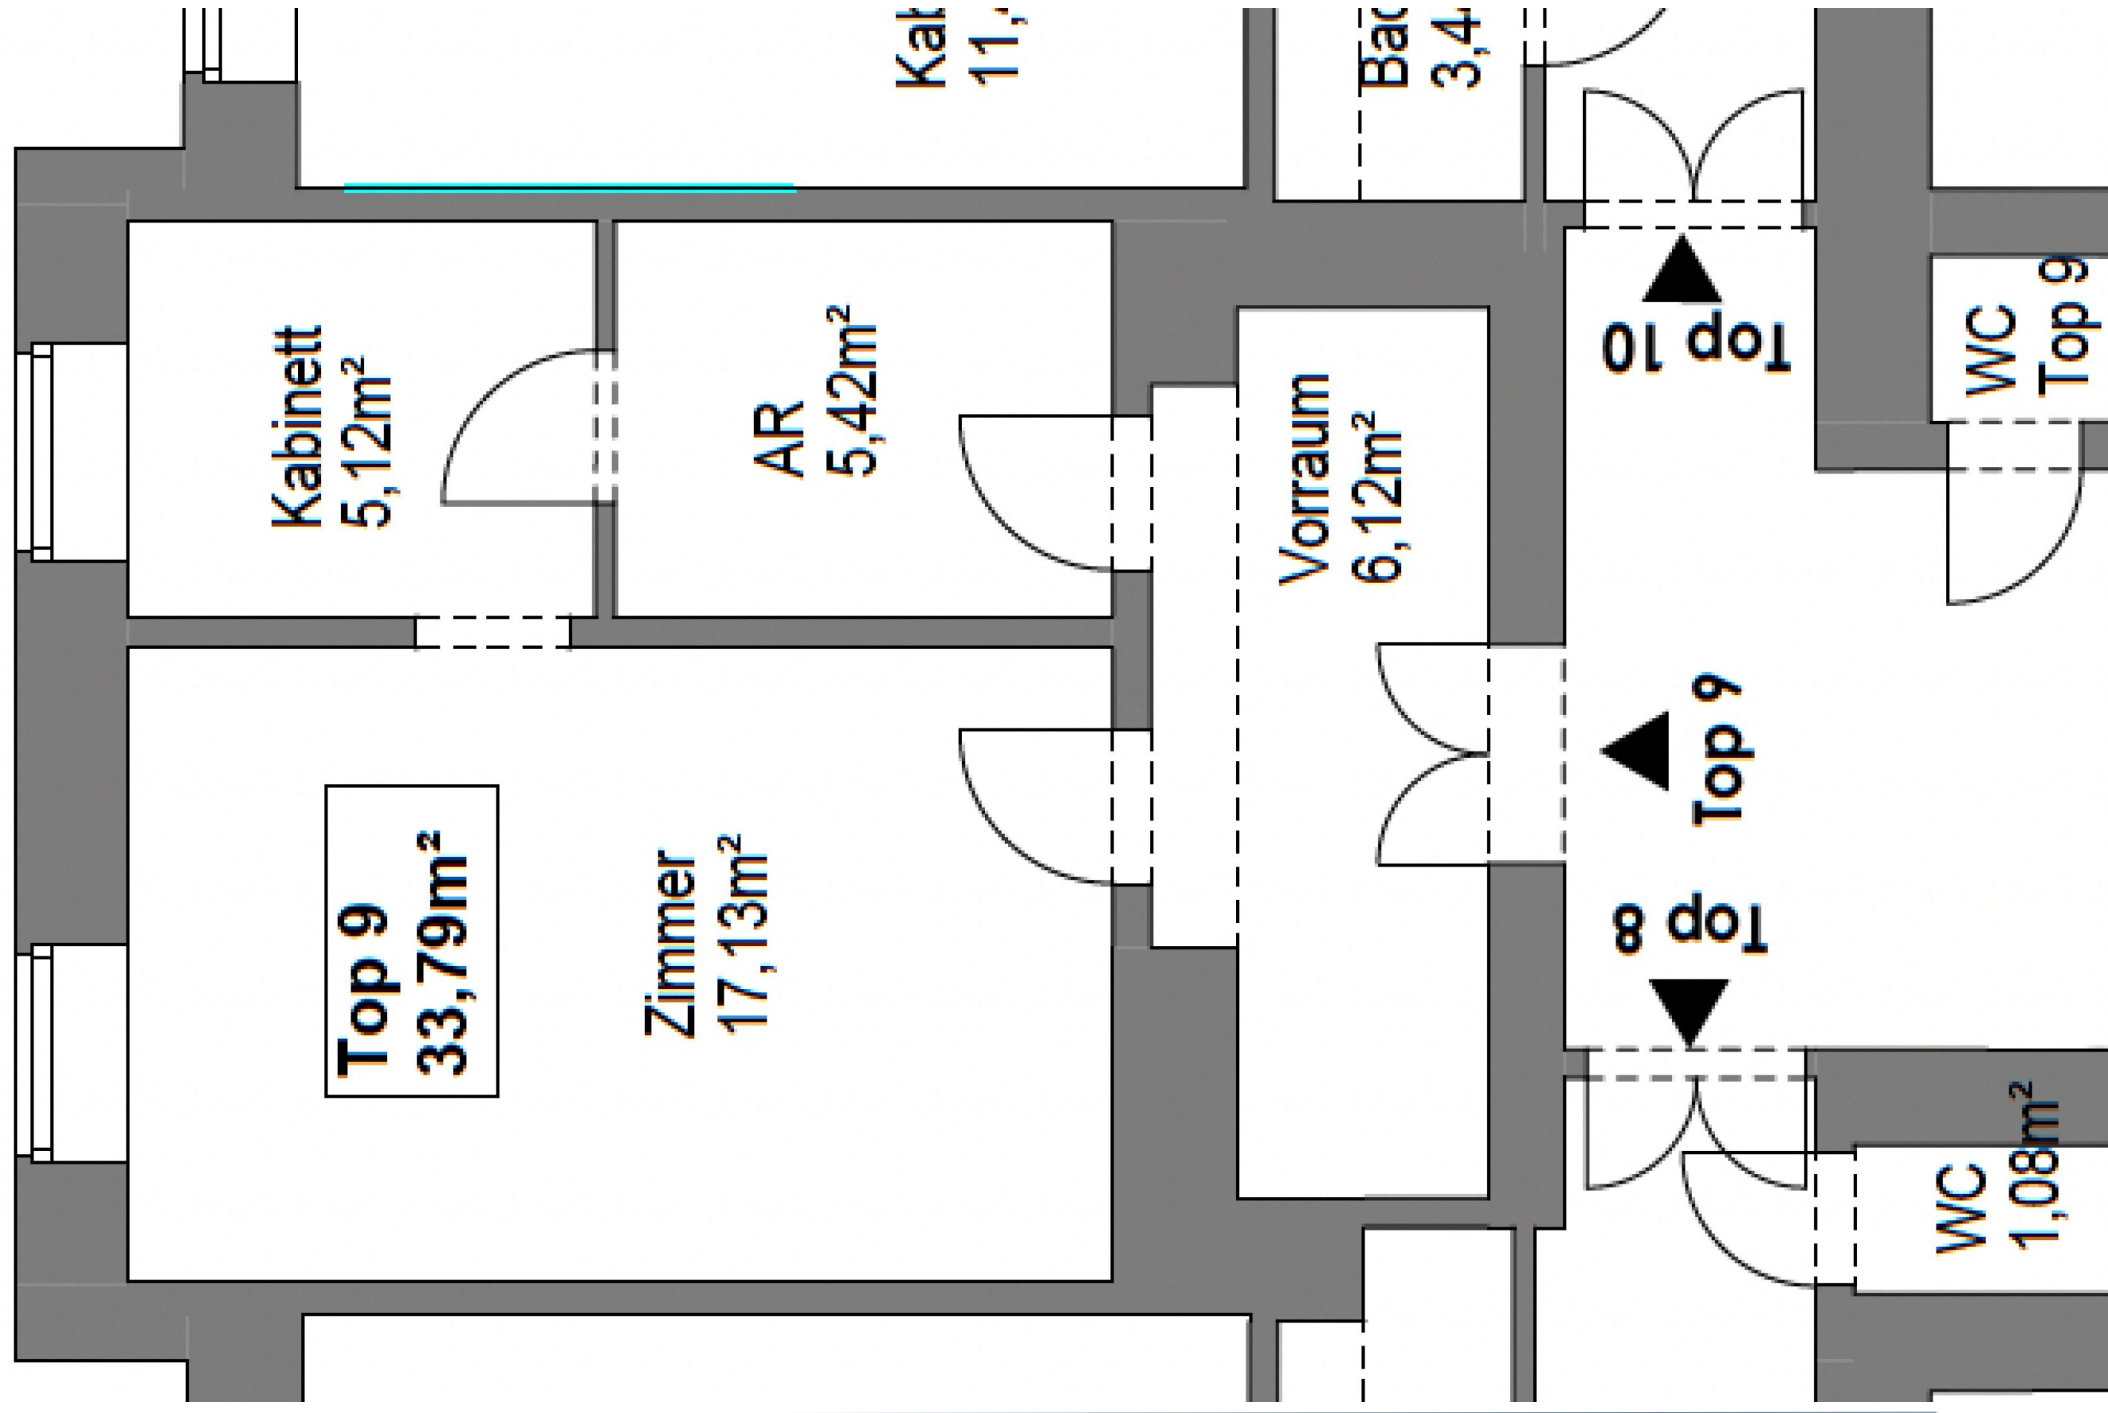 Kabinett
5,12m²
AR
5,42m²
Vorraum
6,12m²
Top 10
WC
Top 9
Top 9
33,79m²
Zimmer
17,13m²
Top 9
Top 8
WC
1,08m²